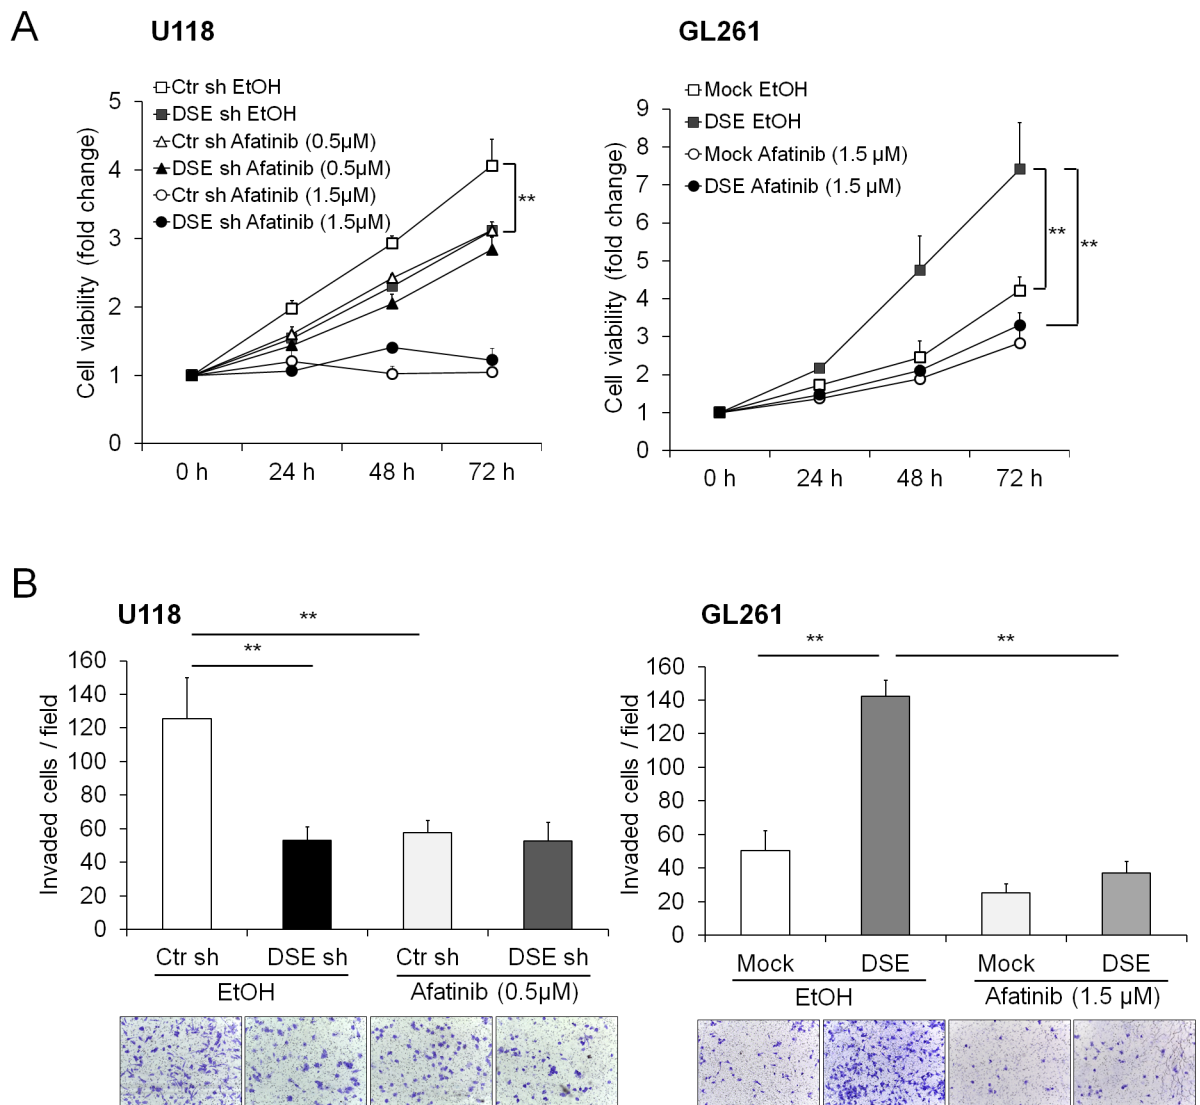 A
U118
Ctr sh EtOH
DSE sh EtOH
Ctr sh Afatinib (0.5μM)
DSE sh Afatinib (0.5μM)
Ctr sh Afatinib (1.5μM)
DSE sh Afatinib (1.5μM)
Cell viability (fold change)
5
4
3
2
1
0
0 h 24 h 48 h 72 h
**
GL261
Mock EtOH
DSE EtOH
Mock Afatinib (1.5 μM)
DSE Afatinib (1.5 μM)
Cell viability (fold change)
9
8
7
6
5
4
3
2
1
0
0 h 24 h 48 h 72 h
**
**
B
U118
**
**
Invaded cells / field
160
140
120
100
80
60
40
20
0
Ctr sh DSE sh Ctr sh DSE sh
EtOH Afatinib (0.5μM)
GL261
** **
Invaded cells / field
160
140
120
100
80
60
40
20
0
Mock DSE Mock DSE
EtOH Afatinib (1.5 μM)